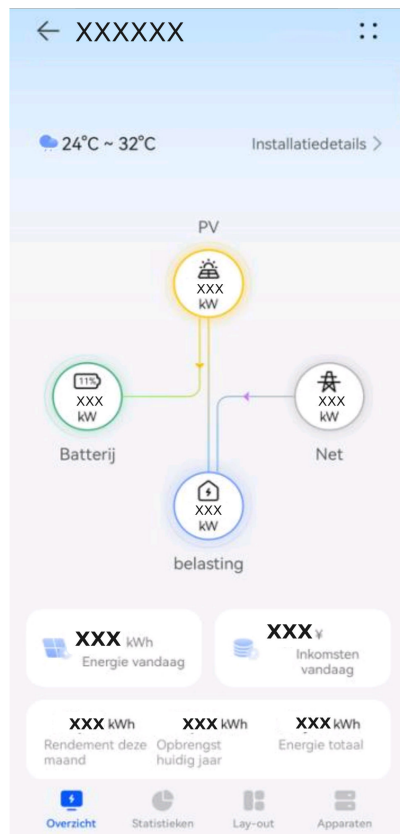 XXXXXX
24°C ~ 32°C
Installatiedetails >
PV
XXX
kW
11%
XXX
kW
XXX
kW
Batterij
Net
XXX
kW
belasting
XXX kWh
Energie vandaag
XXX ¥
Inkomsten
vandaag
XXX kWh
Rendement deze
maand
XXX kWh
Opbrengst
huidig jaar
XXX kWh
Energie totaal
Overzicht
Statistieken
Lay-out
Apparaten